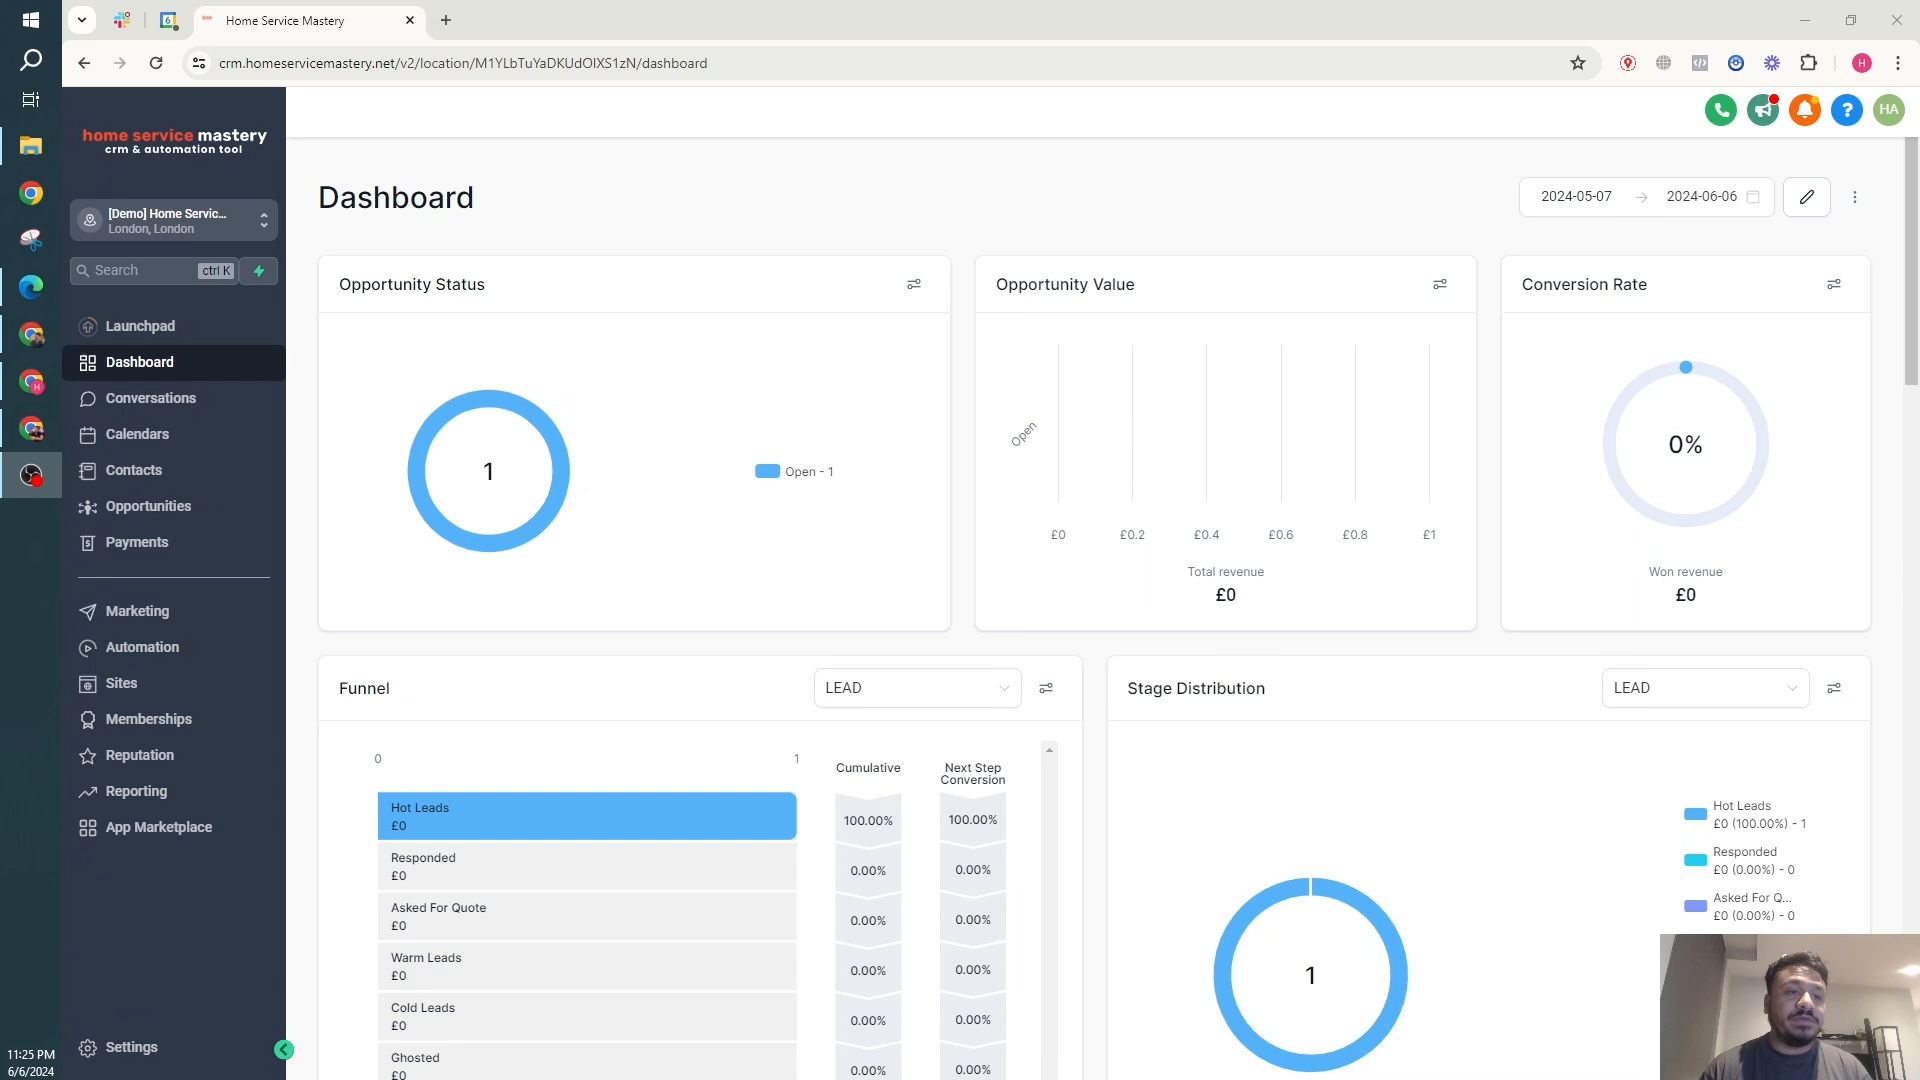 6
Home Service Mastery
crm.homeservicemastery.net/v2/location/M1YLbTuYaDKUdOIXS1zN/dashboard
H
home service mastery
crm & automation tool
HA
[Demo] Home Servic...
London, London
Search
ctrl K
Launchpad
Dashboard
Conversations
Calendars
Contacts
Opportunities
Payments
Marketing
Automation
Sites
Memberships
Reputation
Reporting
App Marketplace
Settings
11:25 PM
6/6/2024
Dashboard
2024-05-07
2024-06-06
Opportunity Status
1
Open - 1
Opportunity Value
Open
£0 £0.2 £0.4 £0.6 £0.8 £1
Total revenue
£0
Conversion Rate
0%
Won revenue
£0
Funnel
LEAD
0 1
Cumulative
Next Step
Conversion
Hot Leads
£0
100.00% 100.00%
Responded
£0
0.00% 0.00%
Asked For Quote
£0
0.00% 0.00%
Warm Leads
£0
0.00% 0.00%
Cold Leads
£0
0.00% 0.00%
Ghosted
£0
0.00% 0.00%
Stage Distribution
LEAD
1
Hot Leads
£0 (100.00%) - 1
Responded
£0 (0.00%) - 0
Asked For Q...
£0 (0.00%) - 0